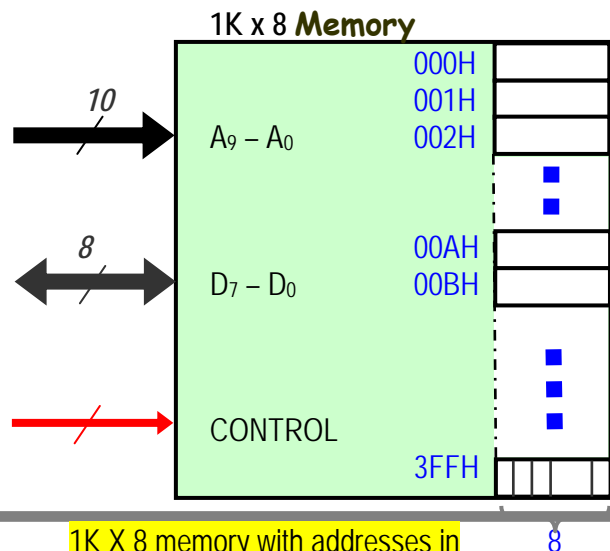 1K x 8 Memory
000H
001H
10
A₉ – A₀ 002H
8
00AH
D₇ – D₀ 00BH
CONTROL
3FFH
1K X 8 memory with addresses in 8